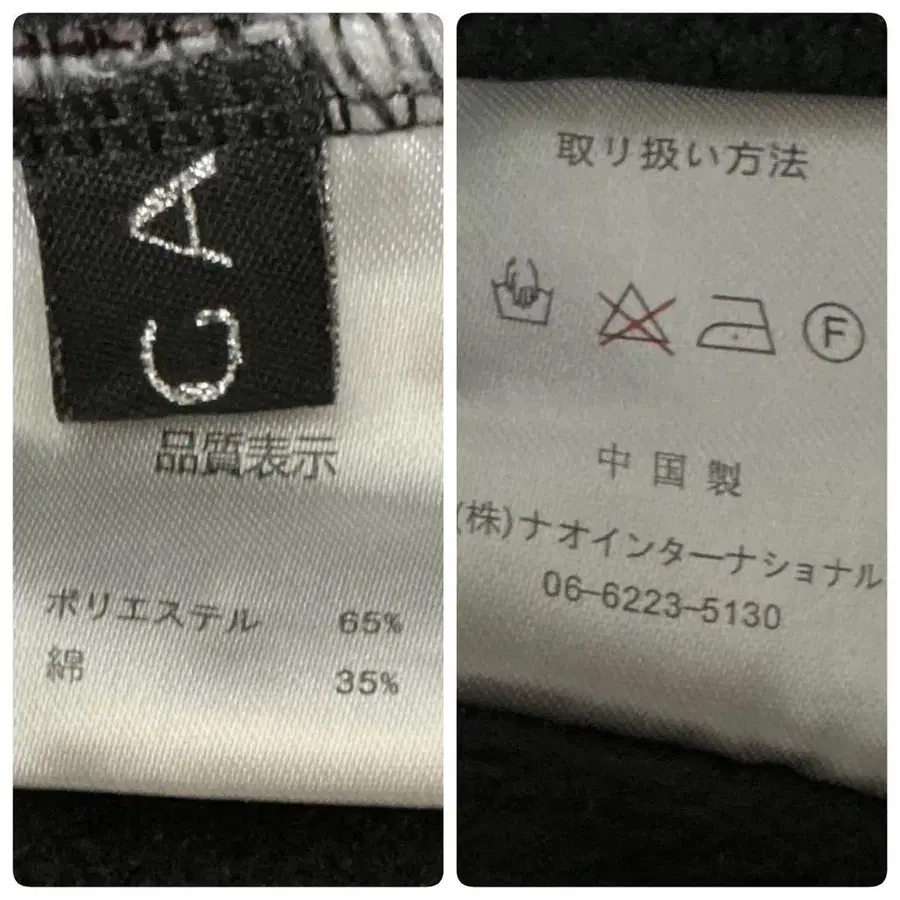 GA
品質表示
ポリエステル 65%
綿 35%
取り扱い方法
F
中国製
(株)ナオインターナショナル
06-6223-5130